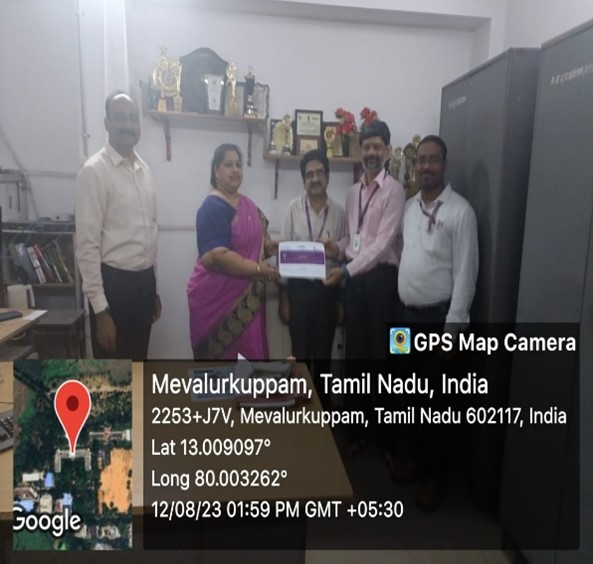 GPS Map Camera
Mevalurkuppam, Tamil Nadu, India
2253+J7V, Mevalurkuppam, Tamil Nadu 602117, India
Lat 13.009097°
Long 80.003262°
12/08/23 01:59 PM GMT +05:30
Google